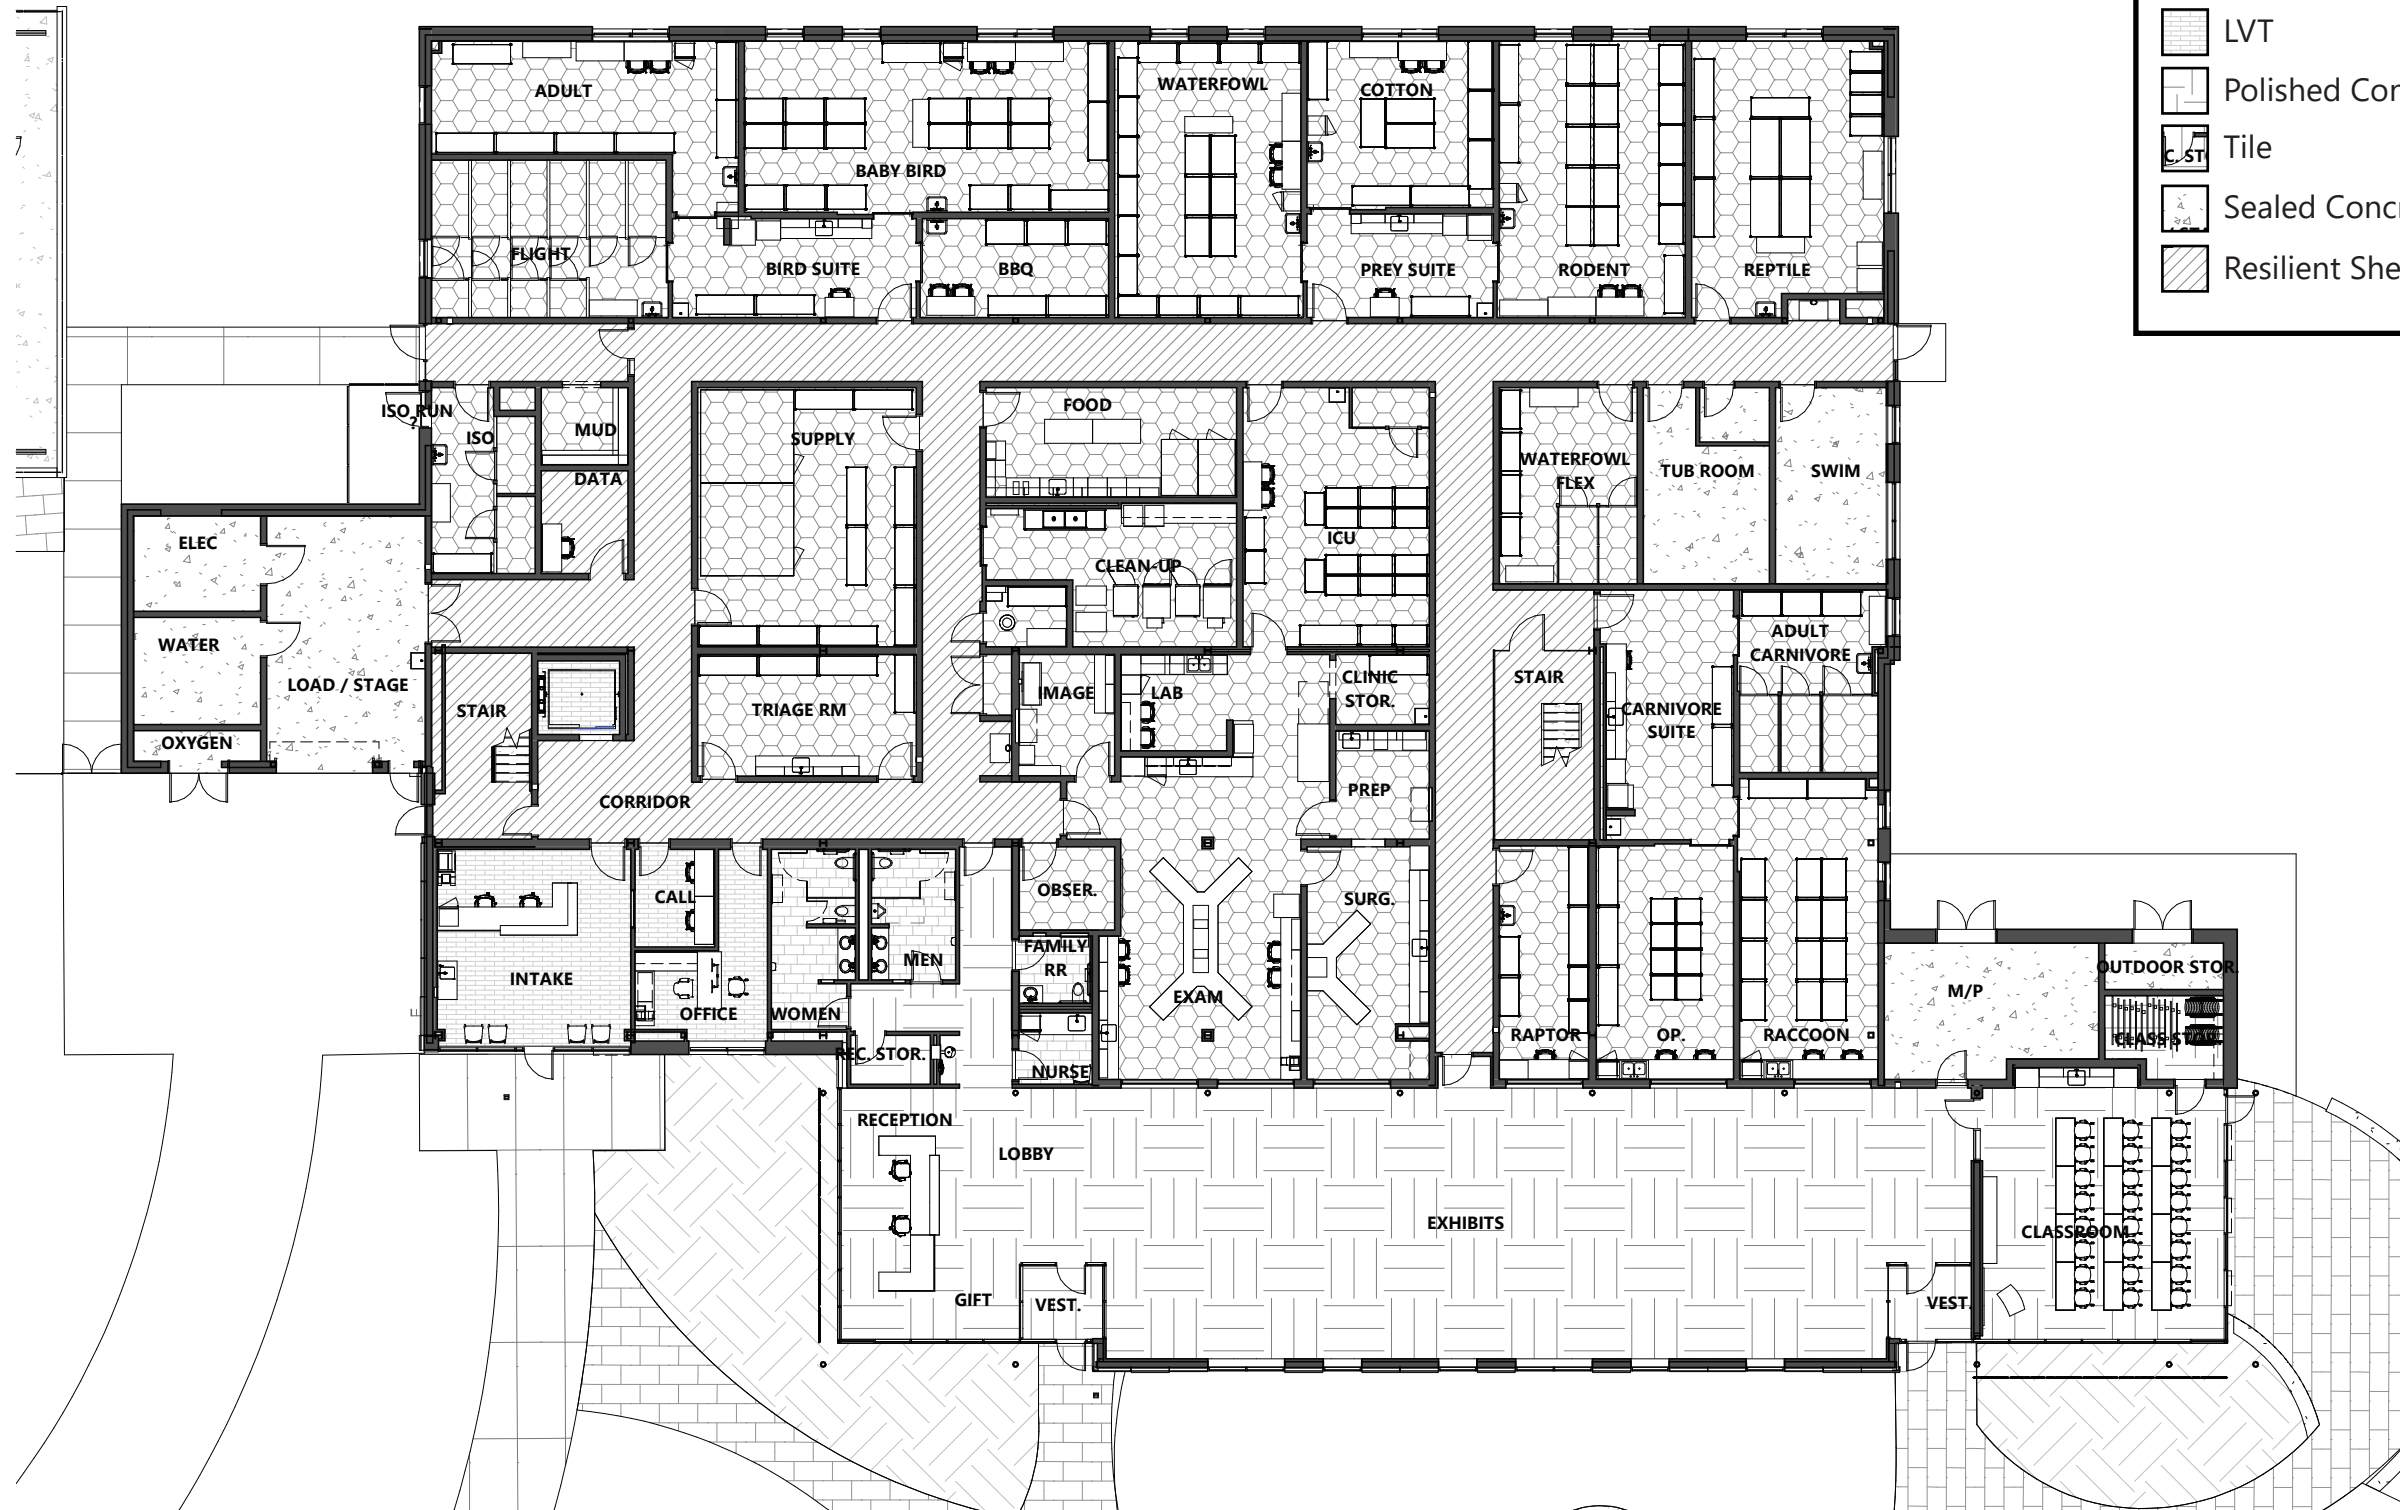 LVT
Polished Con
Tile
Sealed Concr
Resilient She
ADULT
WATERFOWL
COTTON
BABY BIRD
FLIGHT
BIRD SUITE
BBQ
PREY SUITE
RODENT
REPTILE
ISO RUN
?
ISO
MUD
SUPPLY
FOOD
DATA
WATERFOWL
FLEX
TUB ROOM
SWIM
ELEC
ICU
CLEAN-UP
WATER
ADULT
CARNIVORE
LOAD / STAGE
STAIR
TRIAGE RM
IMAGE
LAB
CLINIC
STOR.
STAIR
CARNIVORE
SUITE
OXYGEN
CORRIDOR
PREP
CALL
OBSER.
SURG.
INTAKE
OFFICE
WOMEN
MEN
FAMILY
RR
EXAM
M/P
OUTDOOR STOR.
RAPTOR
OP.
RACCOON
REC. STOR.
NURSE
RECEPTION
LOBBY
EXHIBITS
CLASSROOM
GIFT
VEST.
VEST.